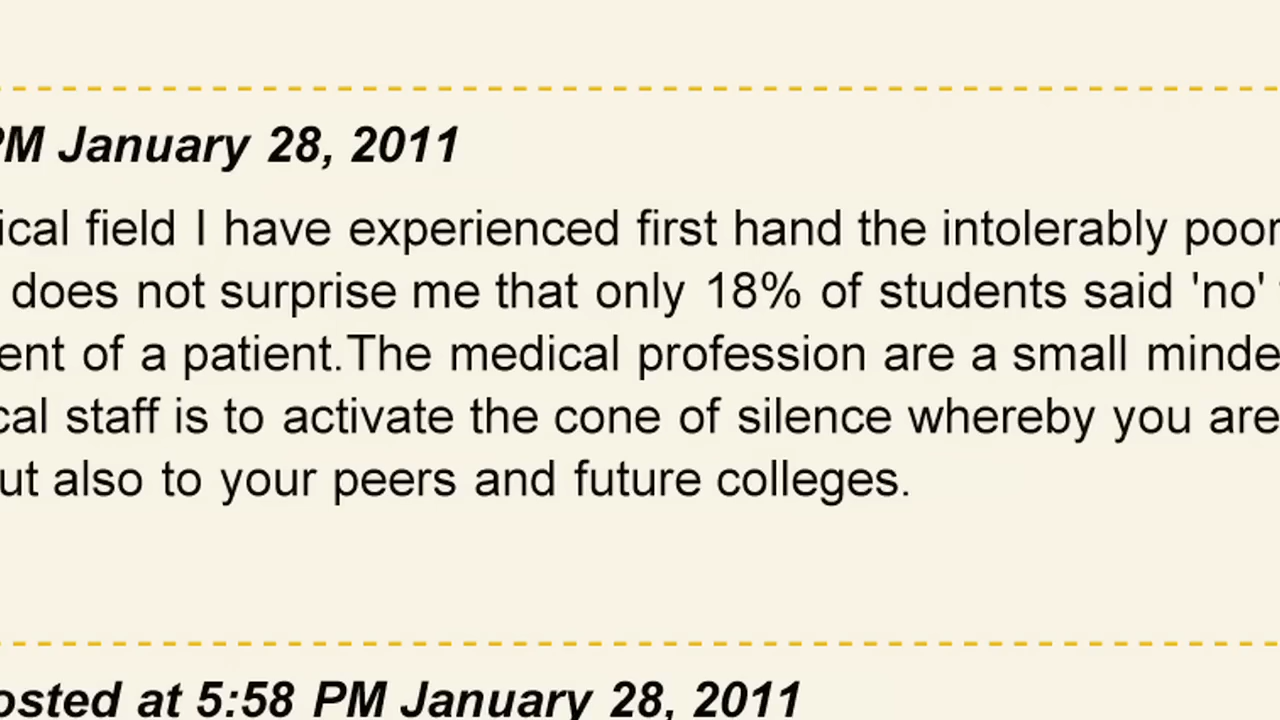 PM January 28, 2011
ical field I have experienced first hand the intolerably poor
does not surprise me that only 18% of students said 'no'
ent of a patient.The medical profession are a small minde
cal staff is to activate the cone of silence whereby you are
ut also to your peers and future colleges.
osted at 5:58 PM January 28, 2011